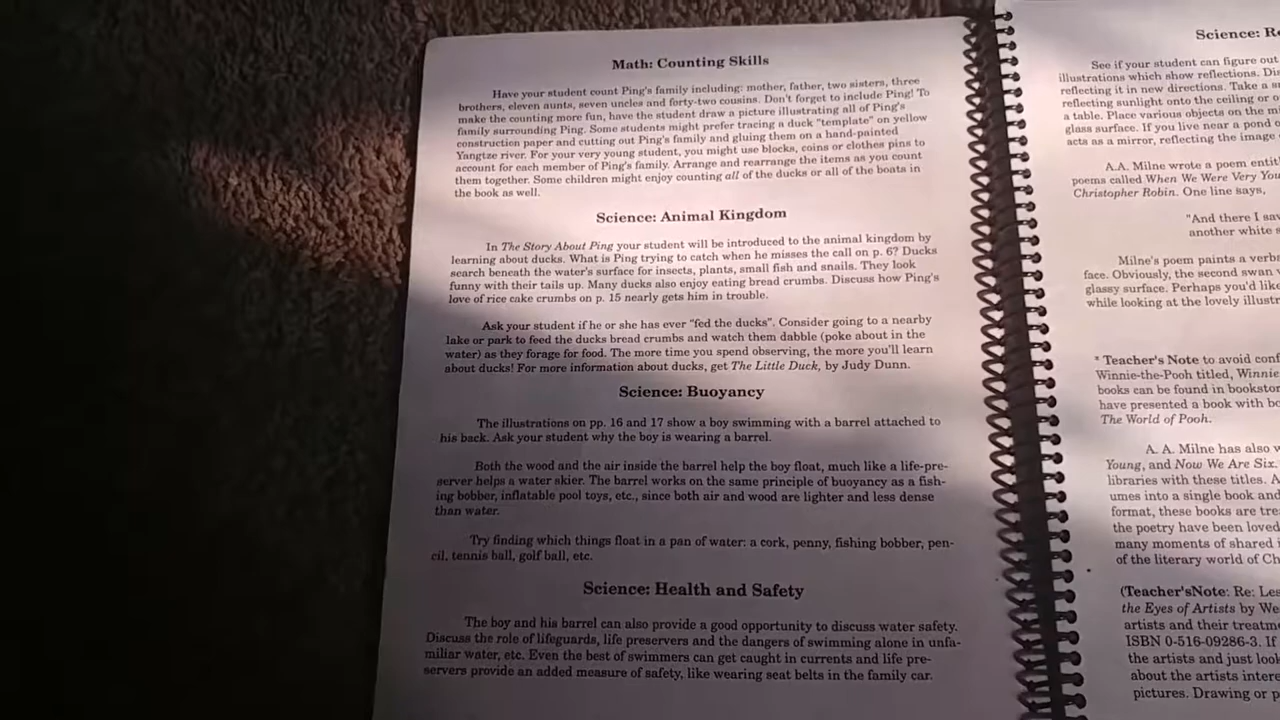 Math: Counting Skills
Have your student count Ping's family including: mother, father, two sisters, three
brothers, eleven aunts, seven uncles and forty-two cousins. Don't forget to include Ping! To
make the counting more fun, have the student draw a picture illustrating all of Ping's
family surrounding Ping. Some students might prefer tracing a duck "template" on yellow
construction paper and cutting out Ping's family and gluing them on a hand-painted
Yangtze river. For your very young student, you might use blocks, coins or clothes pins to
account for each member of Ping's family. Arrange and rearrange the items as you count
them together. Some children might enjoy counting all of the ducks or all of the boats in
the book as well.
Science: Animal Kingdom
In The Story About Ping your student will be introduced to the animal kingdom by
learning about ducks. What is Ping trying to catch when he misses the call on p. 6? Ducks
search beneath the water's surface for insects, plants, small fish and snails. They look
funny with their tails up. Many ducks also enjoy eating bread crumbs. Discuss how Ping's
love of rice cake crumbs on p. 15 nearly gets him in trouble.
Ask your student if he or she has ever "fed the ducks". Consider going to a nearby
lake or park to feed the ducks bread crumbs and watch them dabble (poke about in the
water) as they forage for food. The more time you spend observing, the more you'll learn
about ducks! For more information about ducks, get The Little Duck, by Judy Dunn.
Science: Buoyancy
The illustrations on pp. 16 and 17 show a boy swimming with a barrel attached to
his back. Ask your student why the boy is wearing a barrel.
Both the wood and the air inside the barrel help the boy float, much like a life-pre-
server helps a water skier. The barrel works on the same principle of buoyancy as a fish-
ing bobber, inflatable pool toys, etc., since both air and wood are lighter and less dense
than water.
Try finding which things float in a pan of water: a cork, penny, fishing bobber, pen-
cil, tennis ball, golf ball, etc.
Science: Health and Safety
The boy and his barrel can also provide a good opportunity to discuss water safety.
Discuss the role of lifeguards, life preservers and the dangers of swimming alone in unfa-
miliar water, etc. Even the best of swimmers can get caught in currents and life pre-
servers provide an added measure of safety, like wearing seat belts in the family car.
Science: Re
See if your student can figure out
illustrations which show reflections. Di
reflecting it in new directions. Take a
reflecting sunlight onto the ceiling or
a table. Place various objects on the
glass surface. If you live near a pond
acts as a mirror, reflecting the image
A.A. Milne wrote a poem
poems called When We Were Very
Christopher Robin. One line says,
"And there I
another white
Milne's poem paints a
face. Obviously, the second swan
glassy surface. Perhaps you'd like
while looking at the lovely
* Teacher's Note to avoid
Winnie-the-Pooh titled, Winnie
books can be found in
have presented a book with
The World of Pooh.
A. A. Milne has also
Young, and Now We Are Six.
libraries with these titles.
umes into a single book and
format, these books are
the poetry have been loved
many moments of shared
of the literary world of
(Teacher'sNote: Re:
the Eyes of Artists by
artists and their
ISBN 0-516-09286-3. If
the artists and just
about the artists
pictures. Drawing or